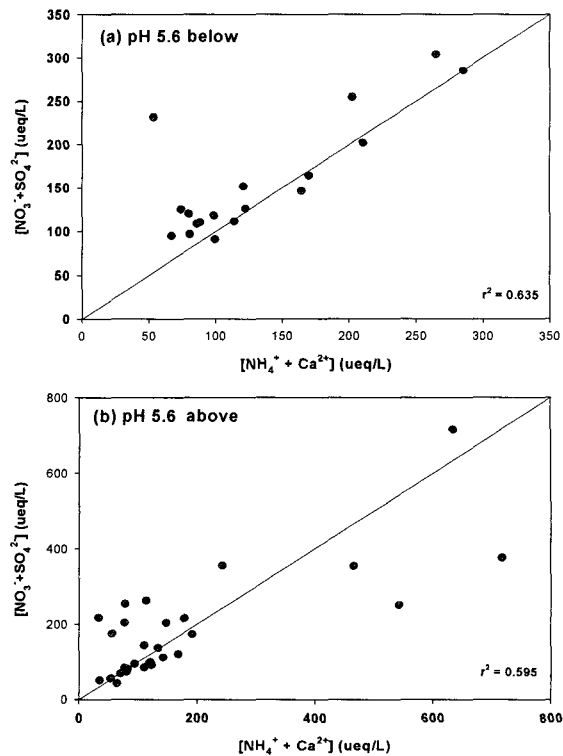 (a) pH 5.6 below
350
300
250
200
150
100
50
0
[NO₃⁻+SO₄²⁻] (ueq/L)
r² = 0.635
0 50 100 150 200 250 300 350
[NH₄⁺ + Ca²⁺] (ueq/L)
(b) pH 5.6 above
800
600
400
200
0
[NO₃⁻+SO₄²⁻] (ueq/L)
r² = 0.595
0 200 400 600 800
[NH₄⁺ + Ca²⁺] (ueq/L)